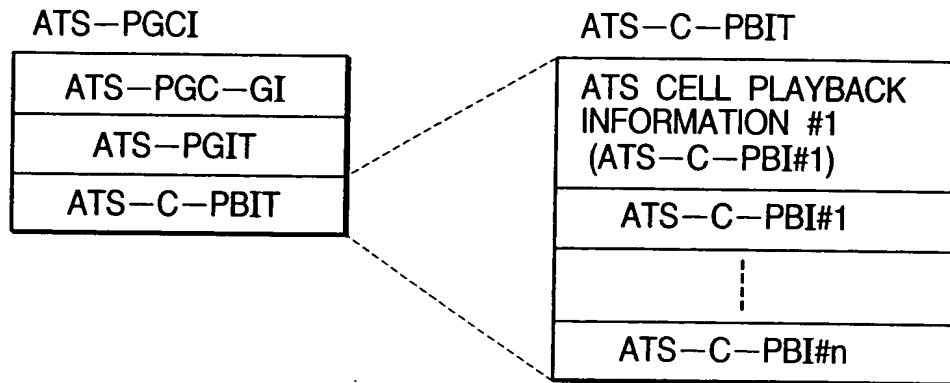 ATS—PGCI
ATS—PGC—GI
ATS—PGIT
ATS—C—PBIT
ATS—C—PBIT
ATS CELL PLAYBACK
INFORMATION #1
(ATS—C—PBI#1)
ATS—C—PBI#1
ATS—C—PBI#n